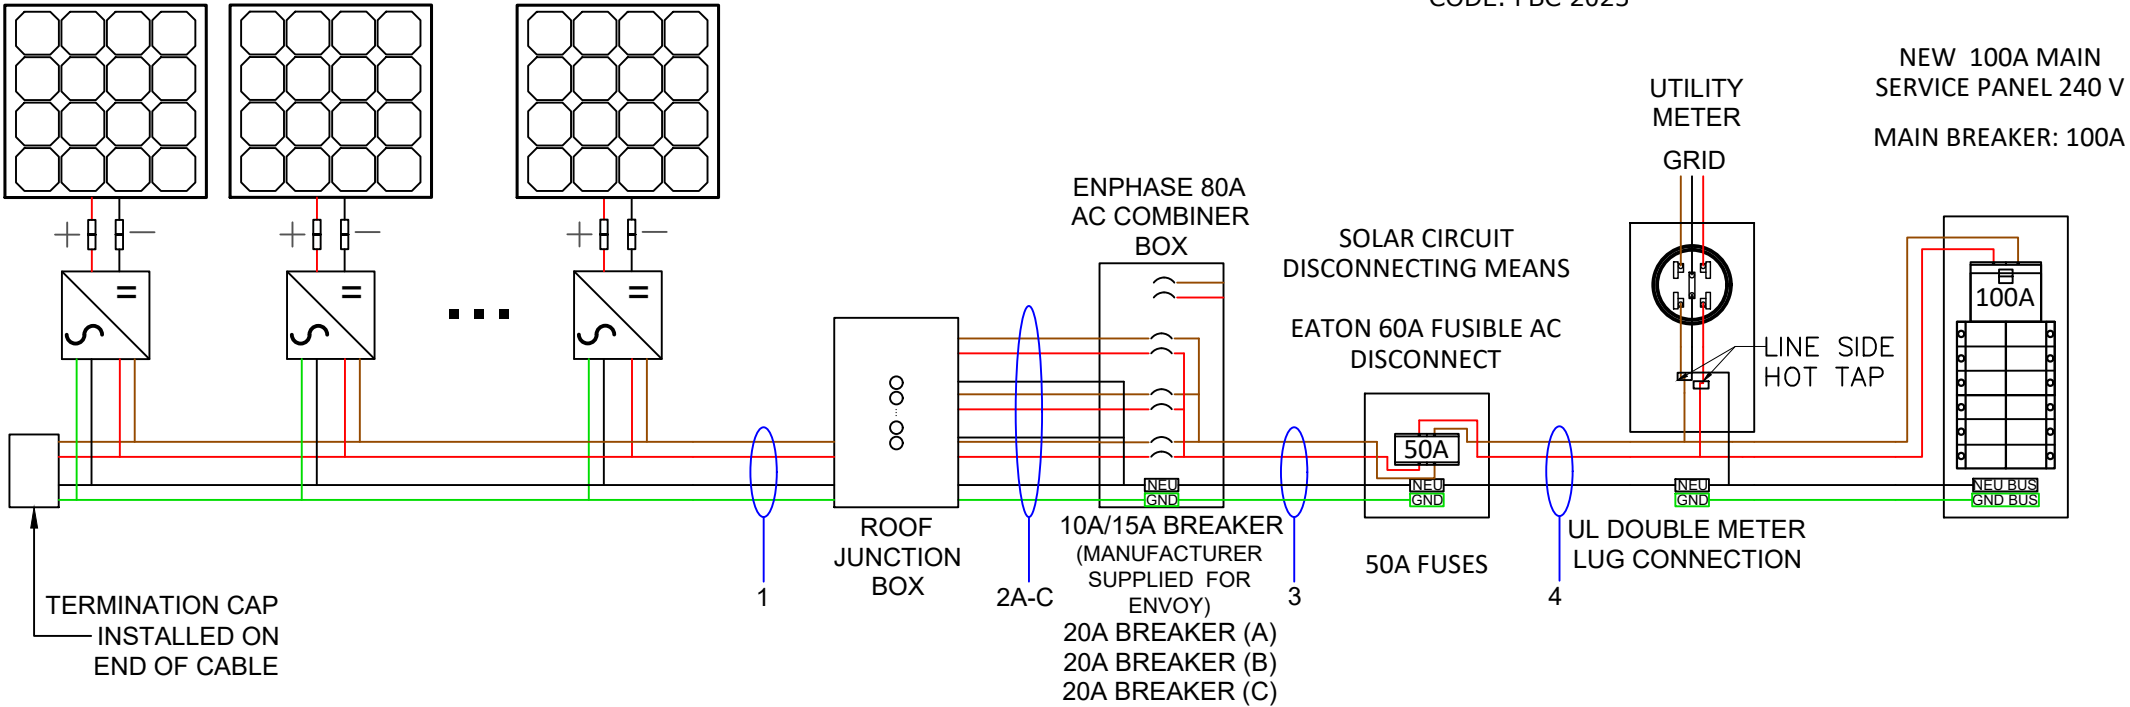 CODE: FBC 2023
NEW 100A MAIN
SERVICE PANEL 240 V
MAIN BREAKER: 100A
UTILITY
METER
GRID
ENPHASE 80A
AC COMBINER
BOX
SOLAR CIRCUIT
DISCONNECTING MEANS
EATON 60A FUSIBLE AC
DISCONNECT
LINE SIDE
HOT TAP
100A
50A
NEU
GND
NEU
GND
NEU
GND
NEU BUS
GND BUS
ROOF
JUNCTION
BOX
10A/15A BREAKER
(MANUFACTURER
SUPPLIED FOR
ENVOY)
20A BREAKER (A)
20A BREAKER (B)
20A BREAKER (C)
50A FUSES
UL DOUBLE METER
LUG CONNECTION
1
2A-C
3
4
TERMINATION CAP
INSTALLED ON
END OF CABLE